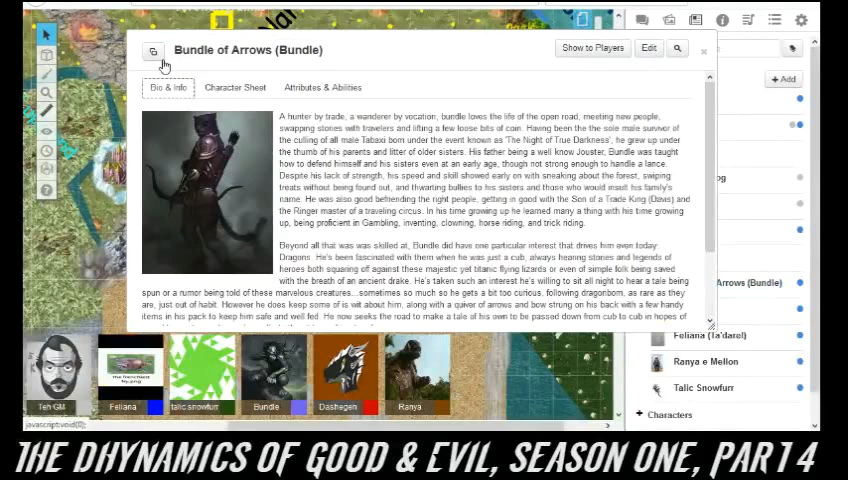 Bundle of Arrows (Bundle)
Show to Players
Edit
+ Add
Bio & Info
Character Sheet
Attributes & Abilities
A hunter by trade, a wanderer by vocation, bundle loves the life of the open road, meeting new people,
swapping stories with travelers and lifting a few loose bits of coin. Having been the the sole male survivor of
the culling of all male Tabaxi born under the event known as 'The Night of True Darkness', he grew up under
the thumb of his parents and litter of older sisters. His father being a well know Jouster, Bundle was taught
how to defend himself and his sisters even at an early age, though not strong enough to handle a lance.
Despite his lack of strength, his speed and skill showed early on with sneaking about the forest, swiping
treats without being found out, and thwarting bullies to his sisters and those who would insult his family's
name. He was also good befriending the right people, getting in good with the Son of a Trade King (Davis) and
the Ringer master of a traveling circus. In his time growing up he learned many a thing with his time growing
up, being proficient in Gambling, inventing, clowning, horse riding, and trick riding.
Beyond all that was was skilled at, Bundle did have one particular interest that drives him even today:
Dragons. He's been fascinated with them when he was just a cub, always hearing stories and legends of
heroes both squaring off against these majestic yet titanic flying lizards or even of simple folk being saved
with the breath of an ancient drake. He's taken such an interest he's willing to sit all night to hear a tale being
spun or a rumor being told of these marvelous creatures...sometimes so much so he gets a bit too curious, following dragonborn, as rare as they
are, just out of habit. However he does keep some of is wit about him, along with a quiver of arrows and bow strung on his back with a few handy
items in his pack to keep him safe and well fed. He now seeks the road to make a tale of his own to be passed down from cub to cub in hopes of
og
Arrows (Bundle)
Feliana (Ta'darel)
Ranya e Mellon
Talic Snowfurr
+ Characters
Teh GM
Feliana
talic snowfurr
Bundle
Dashegen
Ranya
javascript:void(0);
THE DHYNAMICS OF GOOD & EVIL, SEASON ONE, PART 4